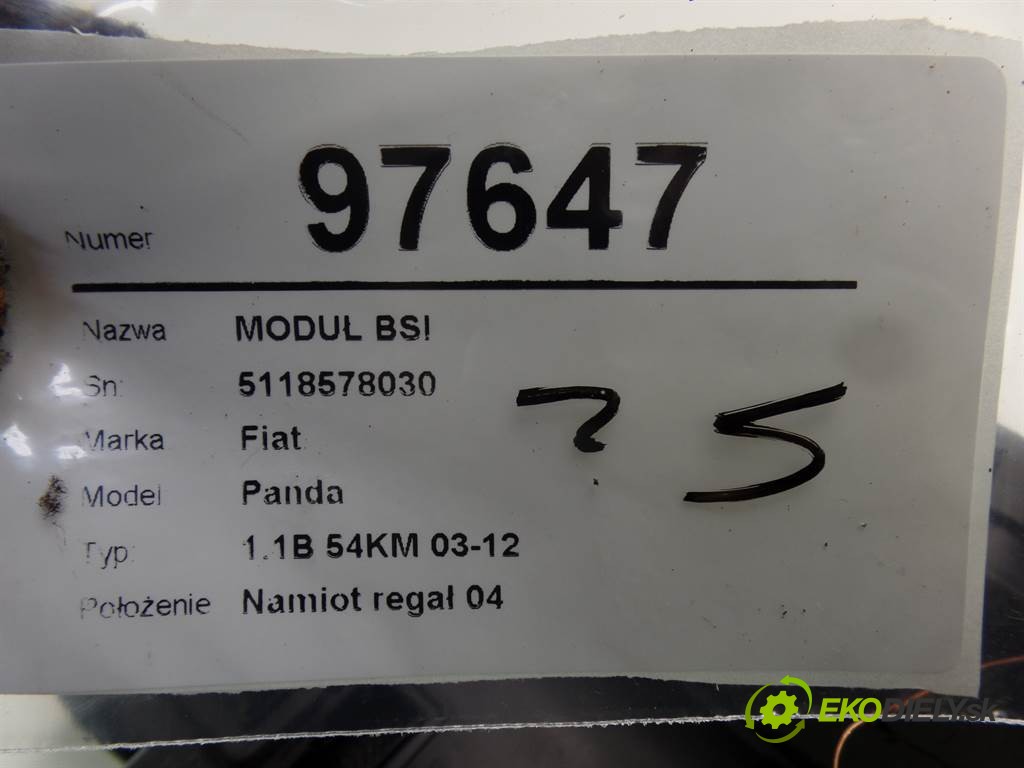 Numer 97647
Nazwa MODUŁ BSI
Sn: 5118578030
Marka Fiat
Model Panda
Typ: 1.1B 54KM 03-12
Położenie Namiot regał 04
? 5
EKODIELY.sk